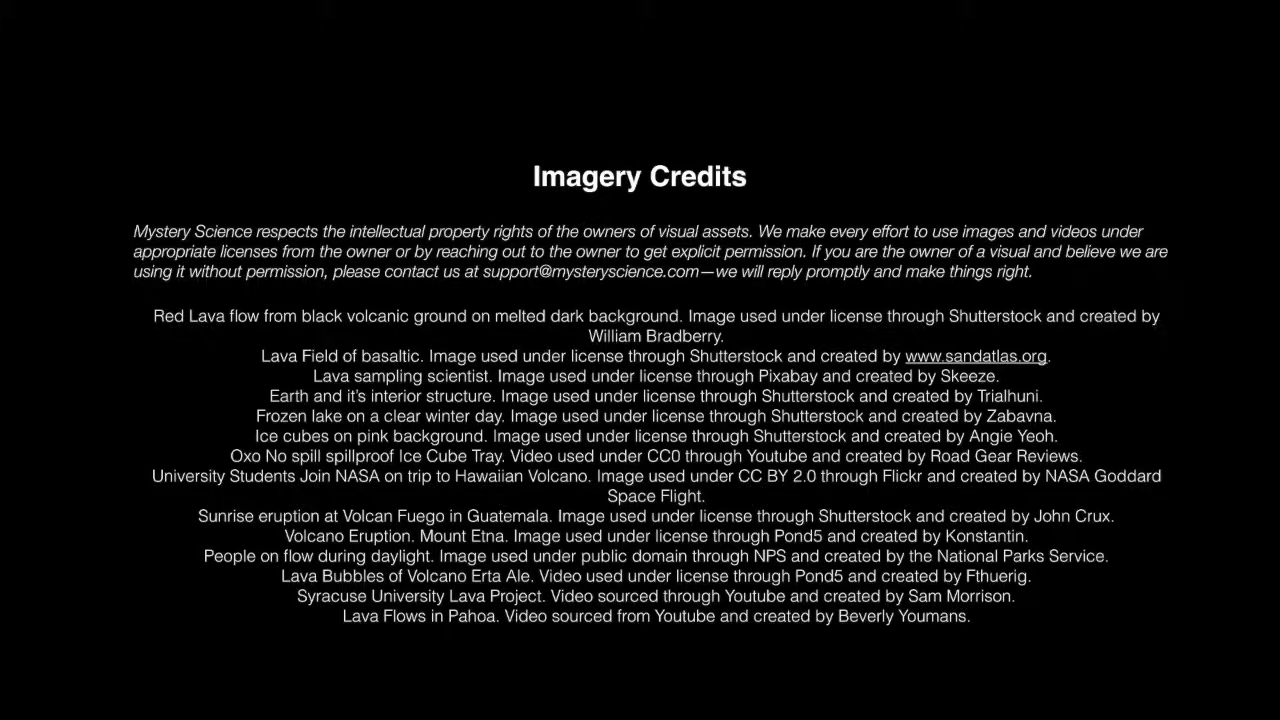 Imagery Credits
Mystery Science respects the intellectual property rights of the owners of visual assets. We make every effort to use images and videos under
appropriate licenses from the owner or by reaching out to the owner to get explicit permission. If you are the owner of a visual and believe we are
using it without permission, please contact us at support@mysteryscience.com—we will reply promptly and make things right.
Red Lava flow from black volcanic ground on melted dark background. Image used under license through Shutterstock and created by
William Bradberry.
Lava Field of basaltic. Image used under license through Shutterstock and created by www.sandatlas.org.
Lava sampling scientist. Image used under license through Pixabay and created by Skeeze.
Earth and it's interior structure. Image used under license through Shutterstock and created by Trialhuni.
Frozen lake on a clear winter day. Image used under license through Shutterstock and created by Zabavna.
Ice cubes on pink background. Image used under license through Shutterstock and created by Angie Yeoh.
Oxo No spill spillproof Ice Cube Tray. Video used under CC0 through Youtube and created by Road Gear Reviews.
University Students Join NASA on trip to Hawaiian Volcano. Image used under CC BY 2.0 through Flickr and created by NASA Goddard
Space Flight.
Sunrise eruption at Volcan Fuego in Guatemala. Image used under license through Shutterstock and created by John Crux.
Volcano Eruption. Mount Etna. Image used under license through Pond5 and created by Konstantin.
People on flow during daylight. Image used under public domain through NPS and created by the National Parks Service.
Lava Bubbles of Volcano Erta Ale. Video used under license through Pond5 and created by Fthuerig.
Syracuse University Lava Project. Video sourced through Youtube and created by Sam Morrison.
Lava Flows in Pahoa. Video sourced from Youtube and created by Beverly Youmans.